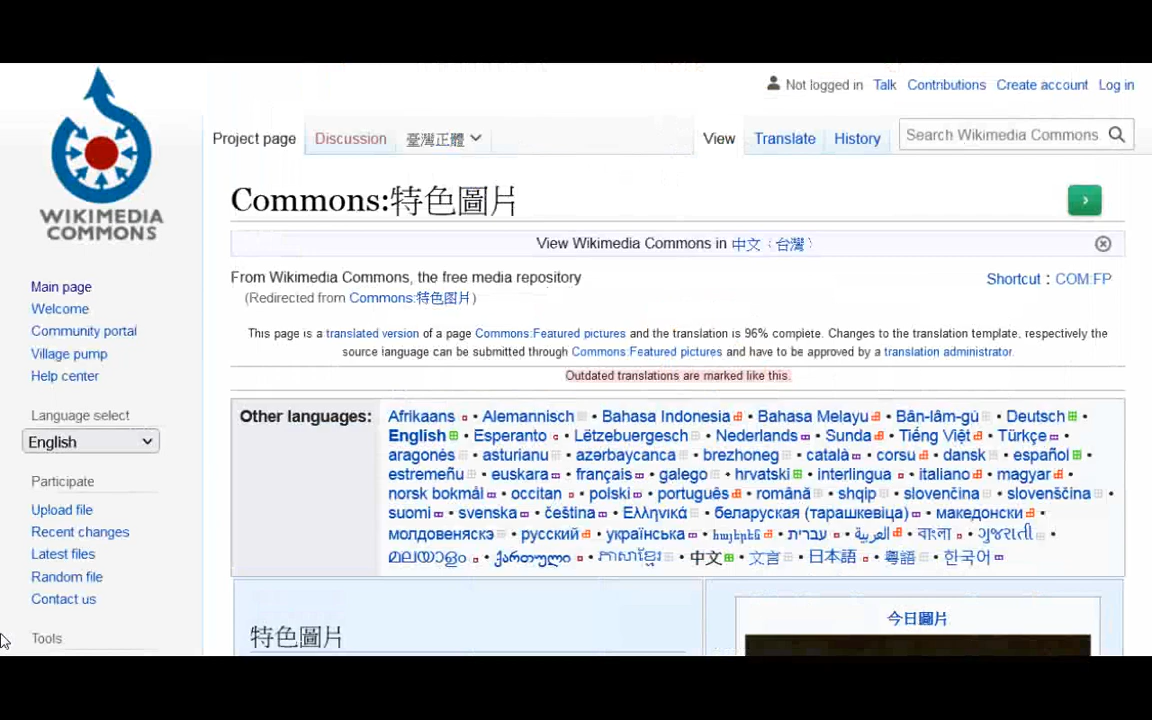 Not logged in Talk Contributions Create account Log in
Project page Discussion 臺灣正體 View Translate History Search Wikimedia Commons
WIKIMEDIA
COMMONS
Commons:特色圖片
View Wikimedia Commons in 中文（台灣）
From Wikimedia Commons, the free media repository
Shortcut : COM:FP
(Redirected from Commons:特色图片)
This page is a translated version of a page Commons:Featured pictures and the translation is 96% complete. Changes to the translation template, respectively the
source language can be submitted through Commons:Featured pictures and have to be approved by a translation administrator.
Outdated translations are marked like this.
Main page
Welcome
Community portal
Village pump
Help center
Language select
English
Participate
Upload file
Recent changes
Latest files
Random file
Contact us
Tools
Other languages: Afrikaans • Alemannisch • Bahasa Indonesia • Bahasa Melayu • Bân-lâm-gú • Deutsch •
English • Esperanto • Lëtzebuergesch • Nederlands • Sunda • Tiếng Việt • Türkçe •
aragonés • asturianu • azərbaycanca • brezhoneg • català • corsu • dansk • español •
estremeñu • euskara • français • galego • hrvatski • interlingua • italiano • magyar •
norsk bokmål • occitan • polski • português • română • shqip • slovenčina • slovenščina •
suomi • svenska • čeština • Ελληνικά • беларуская (тарашкевіца) • македонски •
молдовеняскэ • русский • українська • հայերեն • עברית • العربية • বাংলা • ગુજરાતી •
മലയാളം • ქართული • ភាសាខ្មែរ • 中文 • 文言 • 日本語 • 粵語 • 한국어
特色圖片
今日圖片